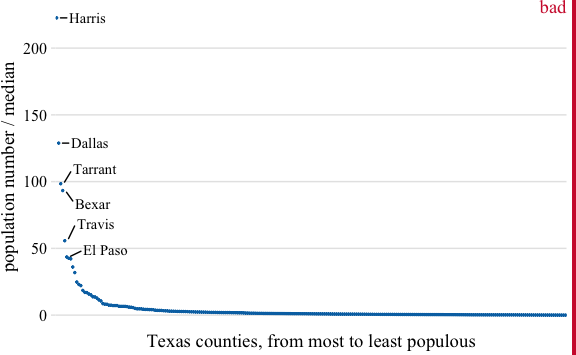 bad
Harris
200
150
Dallas
Tarrant
100
Bexar
Travis
50
El Paso
0
population number / median
Texas counties, from most to least populous